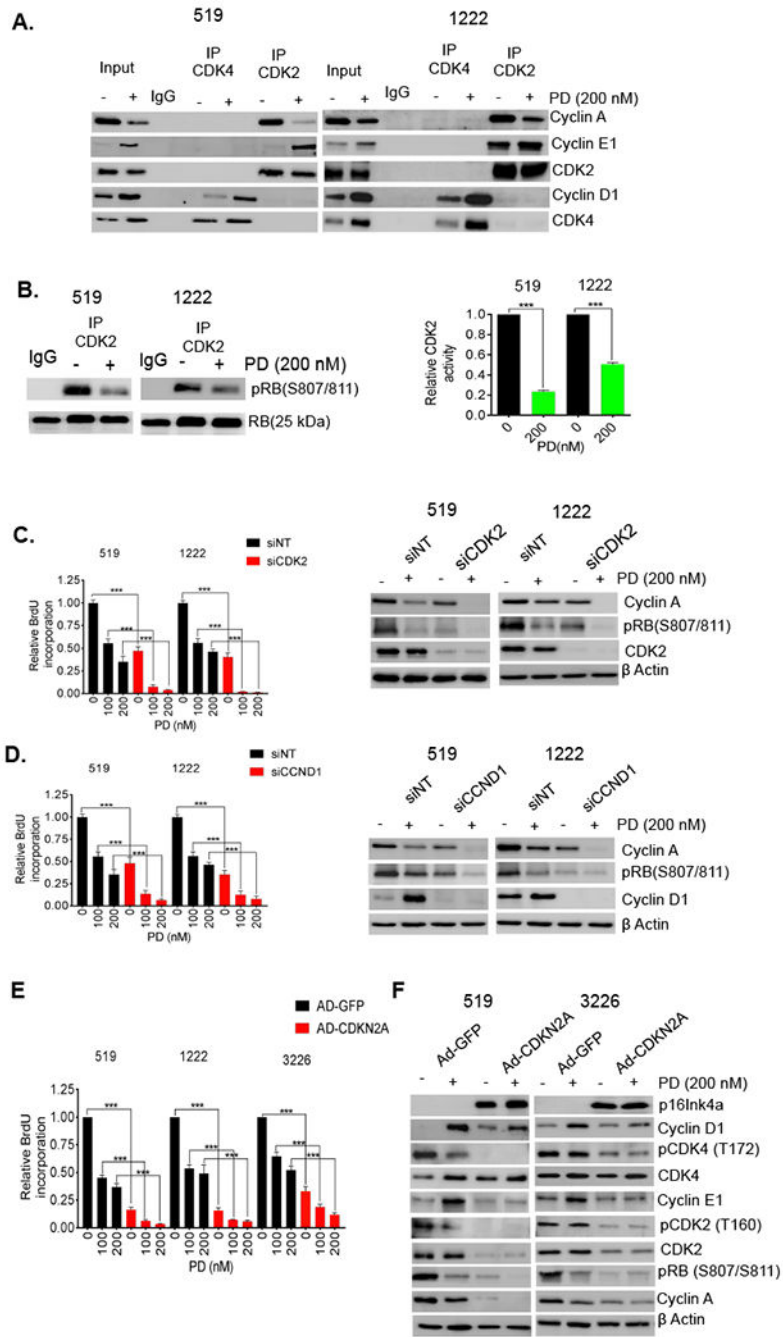 A.
519 1222
Input IgG IP CDK4 IP CDK2 Input IgG IP CDK4 IP CDK2
- + - + - + - + - + - + PD (200 nM)
Cyclin A
Cyclin E1
CDK2
Cyclin D1
CDK4
B.
519 1222
IgG IP CDK2 IgG IP CDK2
- + - + PD (200 nM)
pRB(S807/811)
RB(25 kDa)
519 1222
*** ***
Relative CDK2 activity
1.0
0.8
0.6
0.4
0.2
0.0
0 200 0 200
PD(nM)
C.
siNT
siCDK2
519 1222
Relative BrdU incorporation
1.25
1.00
0.75
0.50
0.25
0.00
*** *** *** *** *** ***
0 100 200 0 100 200 0 100 200 0 100 200
PD (nM)
519 1222
siNT siCDK2 siNT siCDK2
- + - + - + - + PD (200 nM)
Cyclin A
pRB(S807/811)
CDK2
β Actin
D.
siNT
siCCND1
519 1222
Relative BrdU incorporation
1.25
1.00
0.75
0.50
0.25
0.00
*** *** *** *** *** ***
0 100 200 0 100 200 0 100 200 0 100 200
PD (nM)
519 1222
siNT siCCND1 siNT siCCND1
- + - + - + - + PD (200 nM)
Cyclin A
pRB(S807/811)
Cyclin D1
β Actin
E
AD-GFP
AD-CDKN2A
519 1222 3226
Relative BrdU incorporation
1.25
1.00
0.75
0.50
0.25
0.00
*** *** *** *** *** *** *** *** ***
0 100 200 0 100 200 0 100 200 0 100 200 0 100 200 0 100 200
PD (nM)
F
519 3226
Ad-GFP Ad-CDKN2A Ad-GFP Ad-CDKN2A
- + - + - + - + PD (200 nM)
p16Ink4a
Cyclin D1
pCDK4 (T172)
CDK4
Cyclin E1
pCDK2 (T160)
CDK2
pRB (S807/S811)
Cyclin A
β Actin